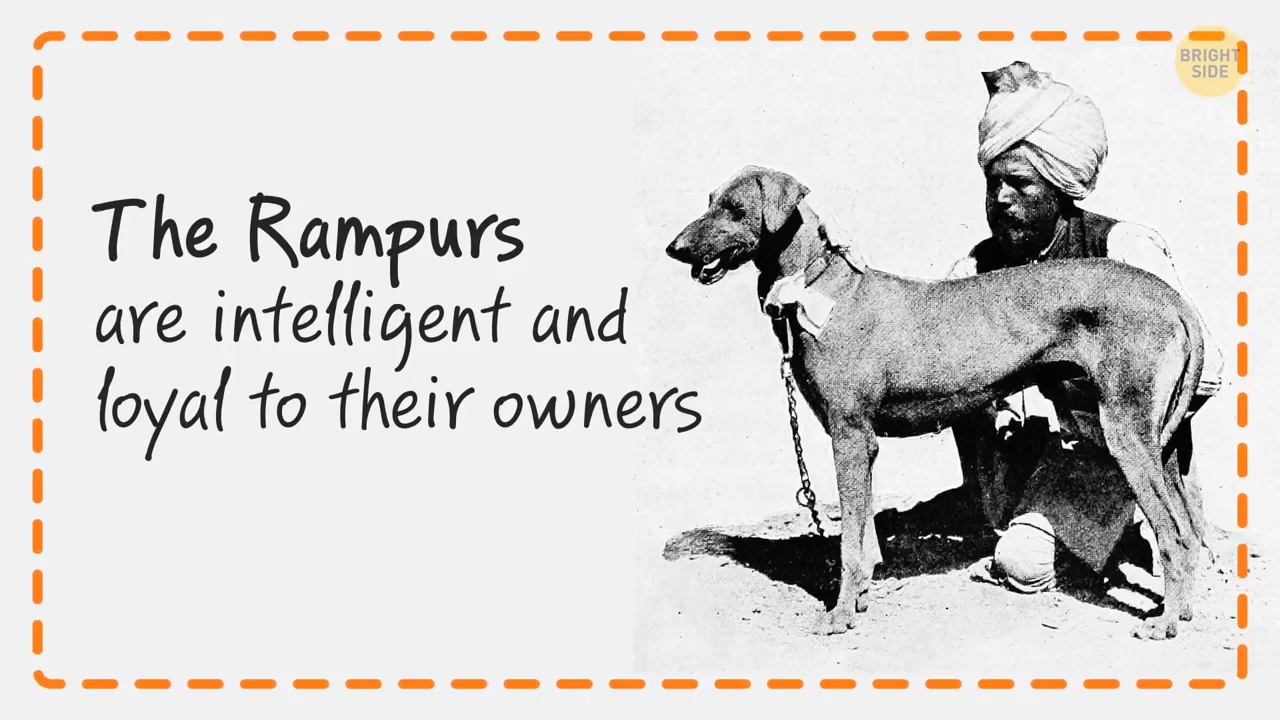 The Rampurs
are intelligent and
loyal to their owners
BRIGHT
SIDE